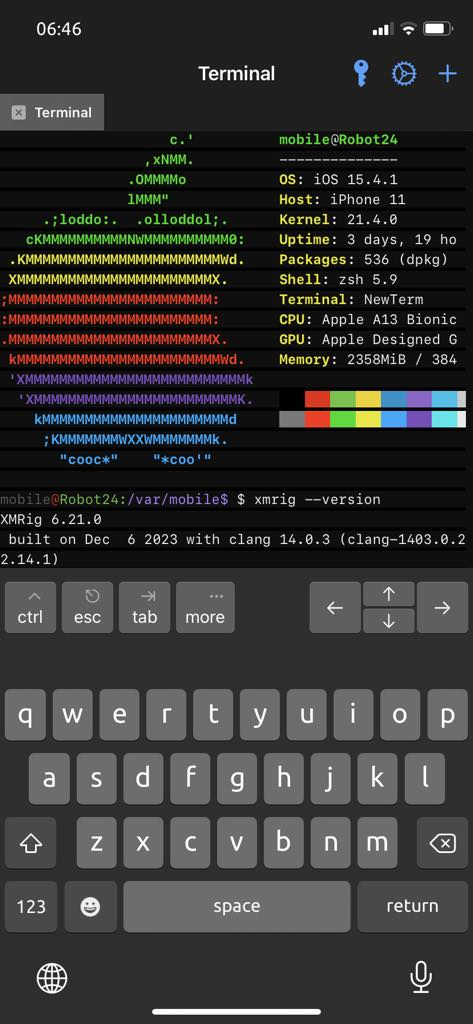 06:46
Terminal
Terminal
c.'
,xNMM.
.OMMMMo
lMMM"
.;loddo:. .olloddol;.
cKMMMMMMMMMMNWMMMMMMMMMM0:
.KMMMMMMMMMMMMMMMMMMMMMMMWd.
XMMMMMMMMMMMMMMMMMMMMMMMX.
;MMMMMMMMMMMMMMMMMMMMMMMM:
:MMMMMMMMMMMMMMMMMMMMMMMM:
.MMMMMMMMMMMMMMMMMMMMMMMMX.
kMMMMMMMMMMMMMMMMMMMMMMMMWd.
'XMMMMMMMMMMMMMMMMMMMMMMMMMMk
'XMMMMMMMMMMMMMMMMMMMMMMMMK.
kMMMMMMMMMMMMMMMMMMMMMMd
;KMMMMMMMWXXWMMMMMMMk.
"cooc*" "*coo'"
mobile@Robot24
--------------
OS: iOS 15.4.1
Host: iPhone 11
Kernel: 21.4.0
Uptime: 3 days, 19 ho
Packages: 536 (dpkg)
Shell: zsh 5.9
Terminal: NewTerm
CPU: Apple A13 Bionic
GPU: Apple Designed G
Memory: 2358MiB / 384
mobile@Robot24:/var/mobile$ $ xmrig --version
XMRig 6.21.0
built on Dec  6 2023 with clang 14.0.3 (clang-1403.0.2
2.14.1)
ctrl esc tab more
q w e r t y u i o p
a s d f g h j k l
z x c v b n m
123 space return